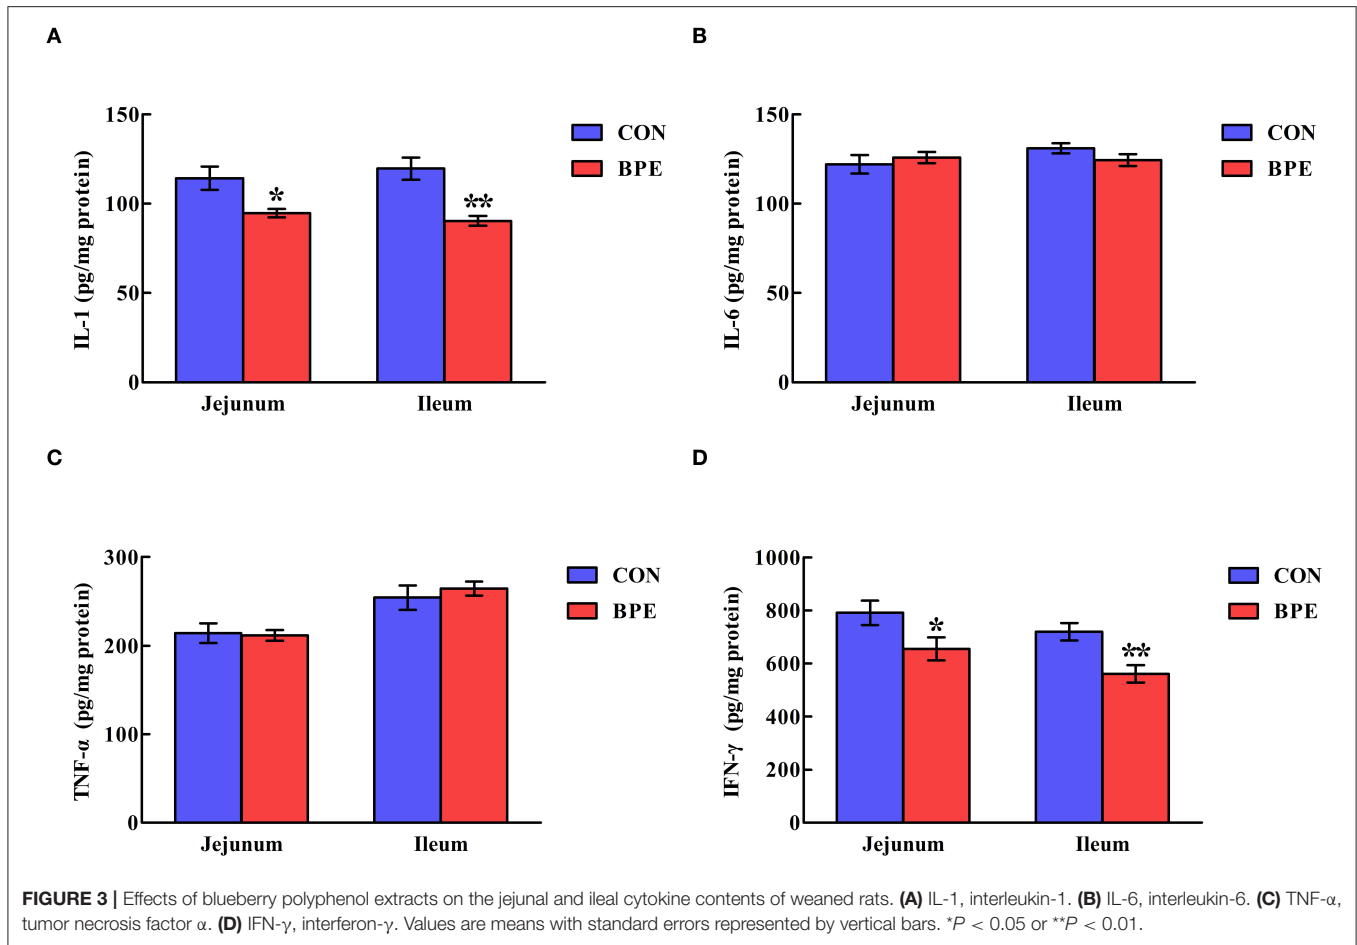 A
150
100
50
0
IL-1 (pg/mg protein)
*
**
Jejunum
Ileum
CON
BPE
B
150
100
50
0
IL-6 (pg/mg protein)
Jejunum
Ileum
CON
BPE
C
300
200
100
0
TNF-α (pg/mg protein)
Jejunum
Ileum
CON
BPE
D
1000
800
600
400
200
0
IFN-γ (pg/mg protein)
*
**
Jejunum
Ileum
CON
BPE
FIGURE 3 | Effects of blueberry polyphenol extracts on the jejunal and ileal cytokine contents of weaned rats. (A) IL-1, interleukin-1. (B) IL-6, interleukin-6. (C) TNF-α,
tumor necrosis factor α. (D) IFN-γ, interferon-γ. Values are means with standard errors represented by vertical bars. *P < 0.05 or **P < 0.01.